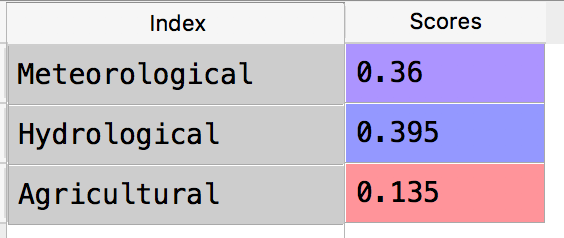 Index Scores
Meteorological 0.36
Hydrological 0.395
Agricultural 0.135